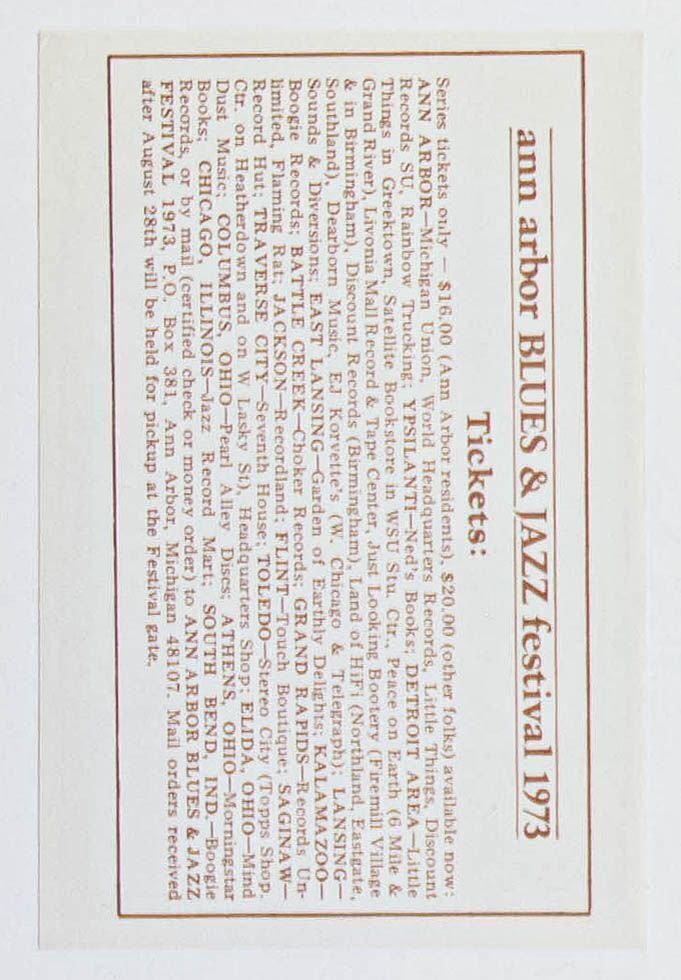 ann arbor BLUES & JAZZ festival 1973
Tickets:
Series tickets only — $16.00 (Ann Arbor residents), $20.00 (other folks) available now:
ANN ARBOR—Michigan Union, World Headquarters Records, Little Things, Discount
Records SU, Rainbow Trucking; YPSILANTI—Ned's Books; DETROIT AREA—Little
Things in Greektown, Satellite Bookstore in WSU Stu. Ctr., Peace on Earth (6 Mile &
Grand River), Livonia Mall Record & Tape Center, Just Looking Bootery (Firemill Village
& in Birmingham), Discount Records (Birmingham), Land of HiFi (Northland, Eastgate,
Southland), Dearborn Music, EJ Korvette's (W. Chicago & Telegraph); LANSING—
Sounds & Diversions; EAST LANSING—Garden of Earthly Delights; KALAMAZOO—
Boogie Records; BATTLE CREEK—Choker Records; GRAND RAPIDS—Records Un-
limited, Flaming Rat; JACKSON—Recordland; FLINT—Touch Boutique; SAGINAW—
Record Hut; TRAVERSE CITY—Seventh House; TOLEDO—Stereo City (Topps Shop.
Ctr. on Heatherdown and on W Lasky St), Headquarters Shop; ELIDA, OHIO—Mind
Dust Music; COLUMBUS, OHIO—Pearl Alley Discs; ATHENS, OHIO—Morningstar
Books; CHICAGO, ILLINOIS—Jazz Record Mart; SOUTH BEND, IND.—Boogie
Records, or by mail (certified check or money order) to ANN ARBOR BLUES & JAZZ
FESTIVAL 1973, P.O. Box 381, Ann Arbor, Michigan 48107. Mail orders received
after August 28th will be held for pickup at the Festival gate.